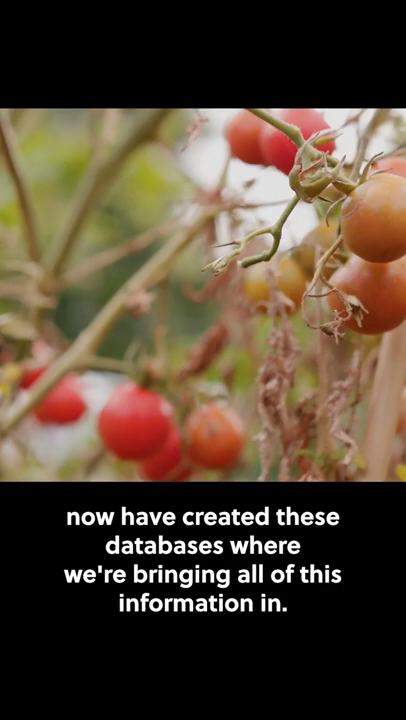 now have created these
databases where
we're bringing all of this
information in.